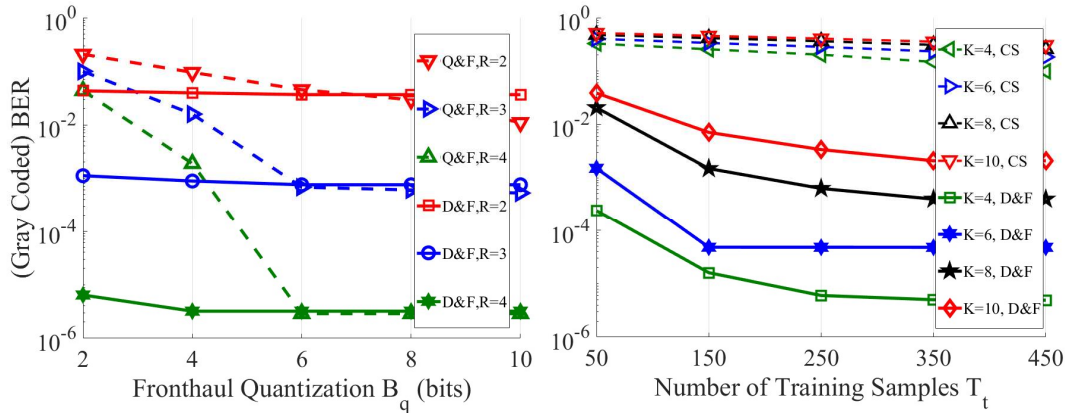 (Gray Coded) BER
10^0
10^-2
10^-4
10^-6
2
4
6
8
10
Fronthaul Quantization B_q (bits)
Q&F,R=2
Q&F,R=3
Q&F,R=4
D&F,R=2
D&F,R=3
D&F,R=4
10^0
10^-2
10^-4
10^-6
50
150
250
350
450
Number of Training Samples T_t
K=4, CS
K=6, CS
K=8, CS
K=10, CS
K=4, D&F
K=6, D&F
K=8, D&F
K=10, D&F